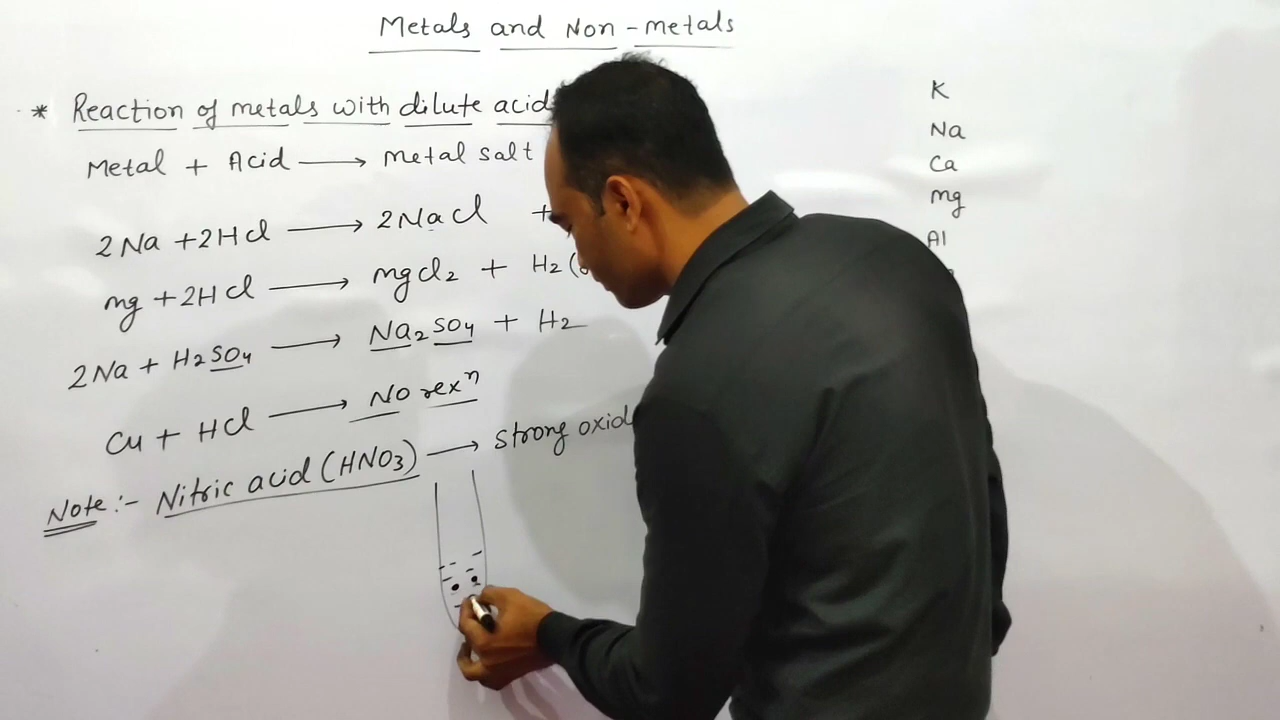 Metals and Non-metals
* Reaction of metals with dilute acid
Metal + Acid ⟶ metal salt
2Na + 2HCl ⟶ 2NaCl +
mg + 2HCl ⟶ mgCl₂ + H₂ (
2Na + H₂SO₄ ⟶ Na₂SO₄ + H₂
Cu + HCl ⟶ NO rexⁿ
Note:- Nitric acid (HNO₃) ⟶ strong oxid
K
Na
Ca
mg
Al